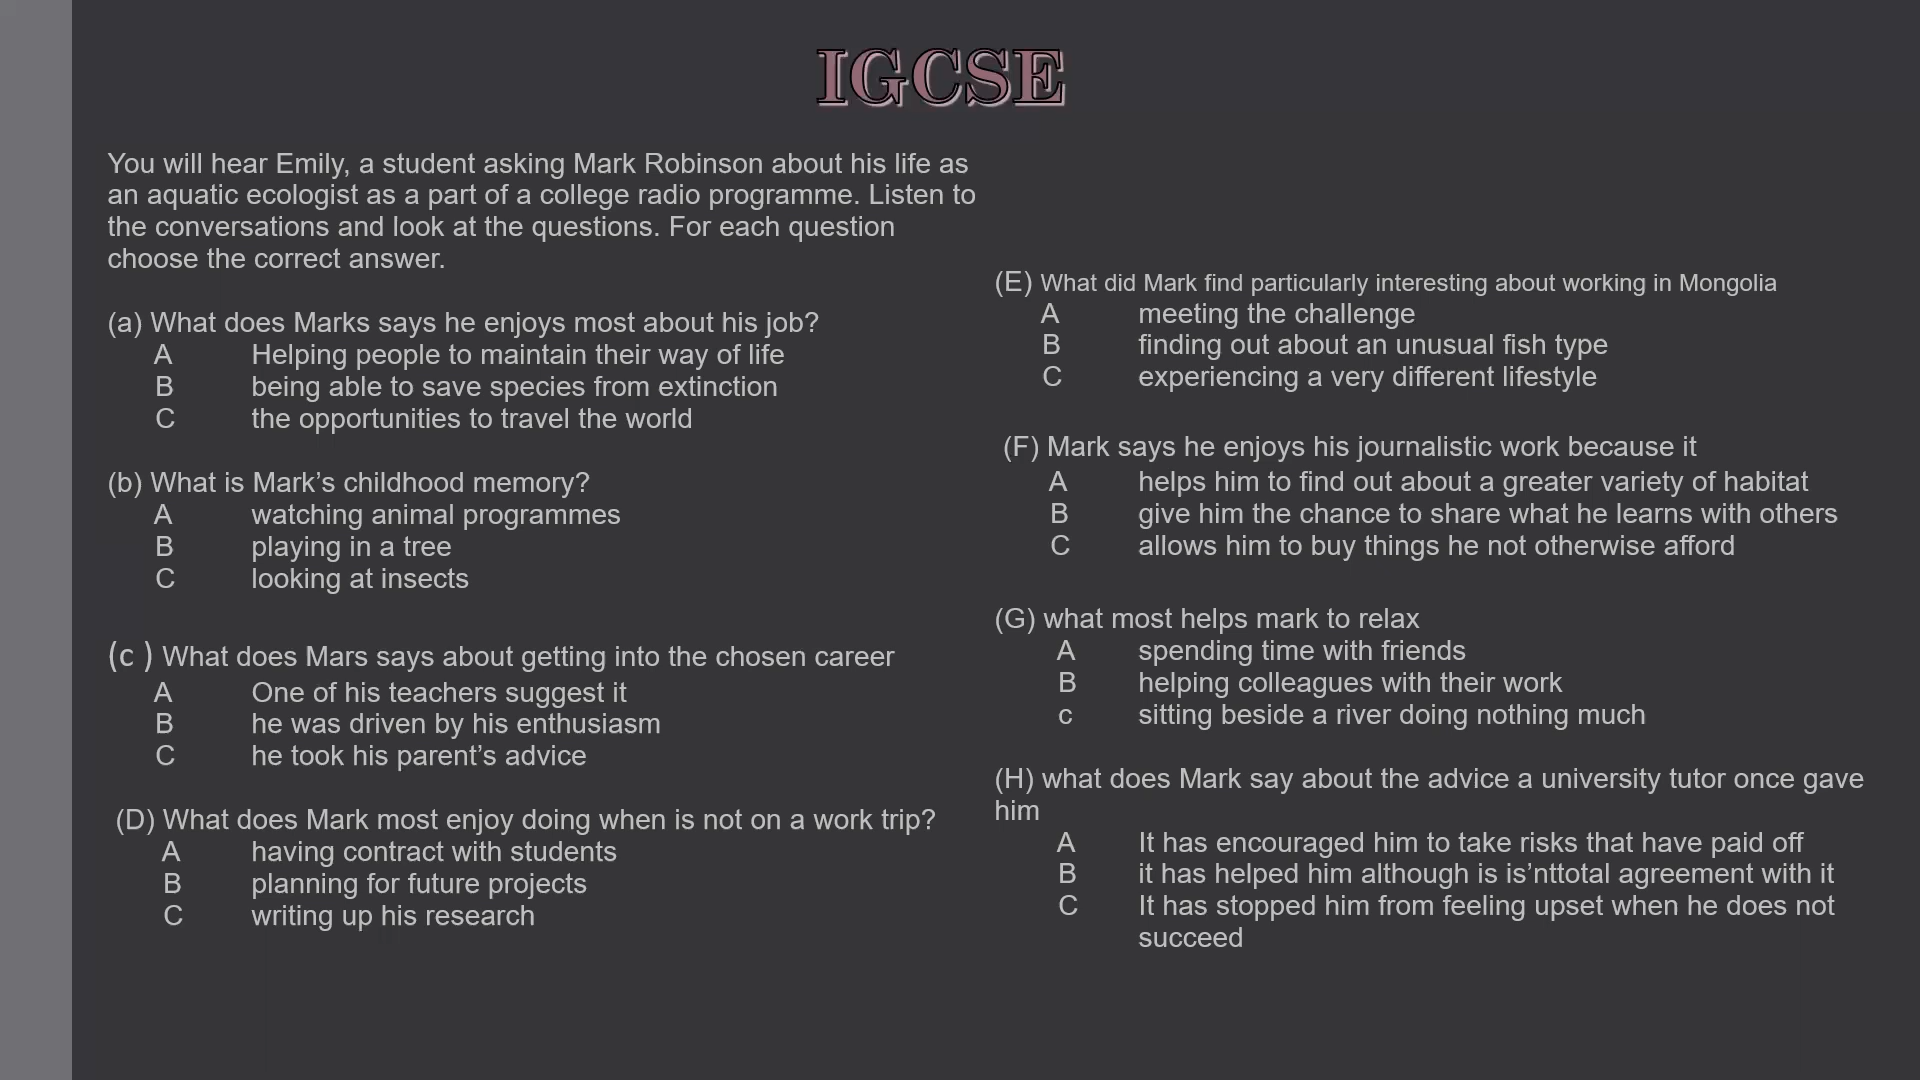 IGCSE
You will hear Emily, a student asking Mark Robinson about his life as
an aquatic ecologist as a part of a college radio programme. Listen to
the conversations and look at the questions. For each question
choose the correct answer.
(a) What does Marks says he enjoys most about his job?
A Helping people to maintain their way of life
B being able to save species from extinction
C the opportunities to travel the world
(b) What is Mark’s childhood memory?
A watching animal programmes
B playing in a tree
C looking at insects
(c ) What does Mars says about getting into the chosen career
A One of his teachers suggest it
B he was driven by his enthusiasm
C he took his parent’s advice
(D) What does Mark most enjoy doing when is not on a work trip?
A having contract with students
B planning for future projects
C writing up his research
(E) What did Mark find particularly interesting about working in Mongolia
A meeting the challenge
B finding out about an unusual fish type
C experiencing a very different lifestyle
(F) Mark says he enjoys his journalistic work because it
A helps him to find out about a greater variety of habitat
B give him the chance to share what he learns with others
C allows him to buy things he not otherwise afford
(G) what most helps mark to relax
A spending time with friends
B helping colleagues with their work
c sitting beside a river doing nothing much
(H) what does Mark say about the advice a university tutor once gave
him
A It has encouraged him to take risks that have paid off
B it has helped him although is is’nttotal agreement with it
C It has stopped him from feeling upset when he does not
succeed